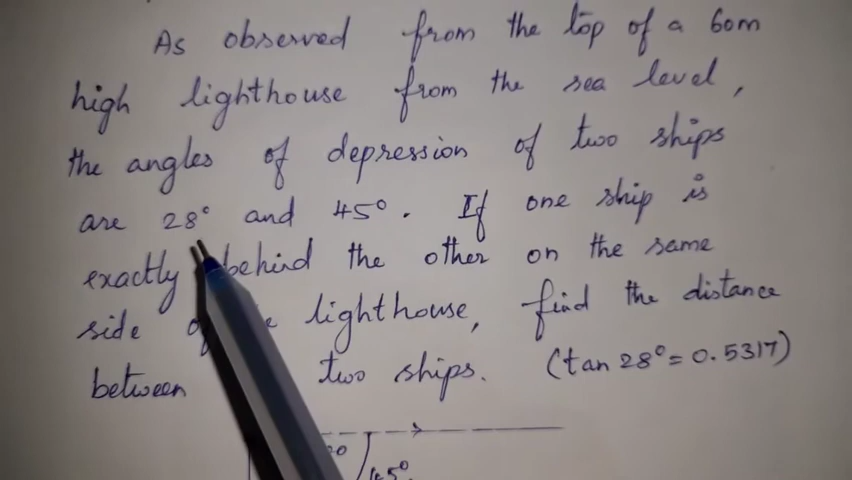 As observed from the top of a 60m
high lighthouse from the sea level,
the angles of depression of two ships
are 28° and 45°. If one ship is
exactly behind the other on the same
side lighthouse, find the distance
between two ships. (tan 28° = 0.5317)
45°